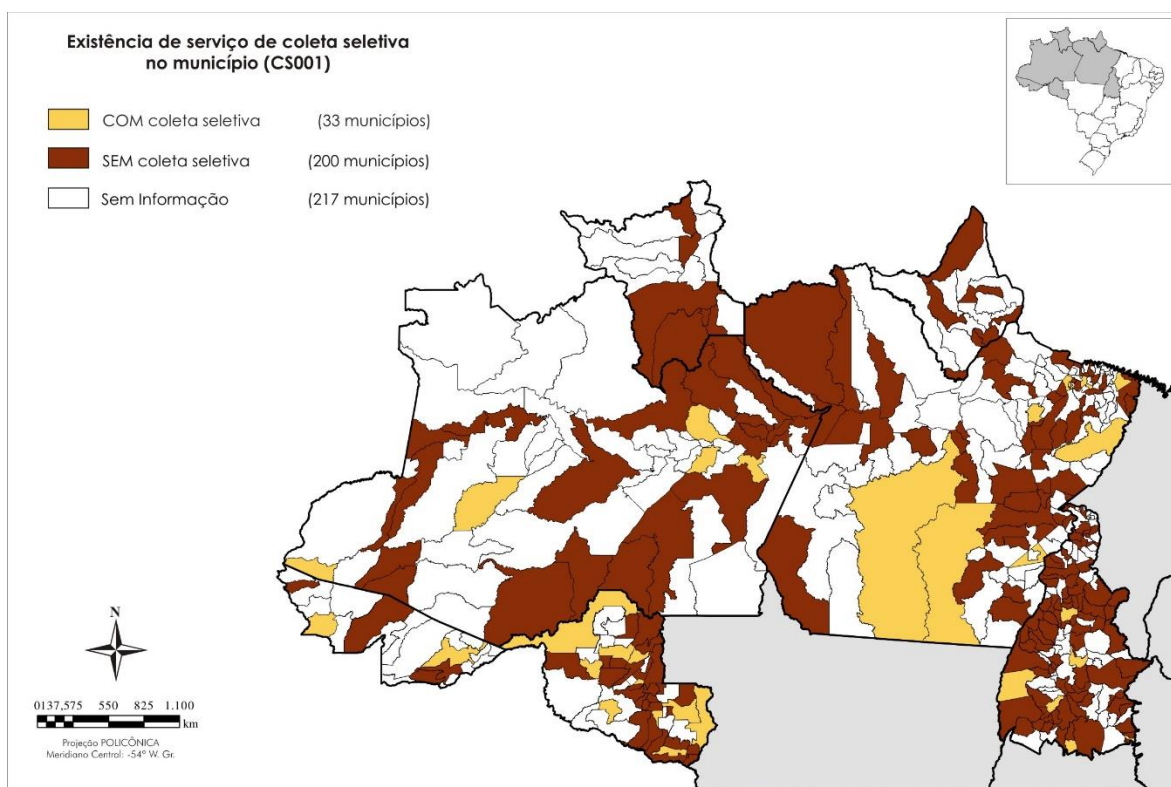 Existência de serviço de coleta seletiva
no município (CS001)
COM coleta seletiva (33 municípios)
SEM coleta seletiva (200 municípios)
Sem Informação (217 municípios)
N
0137,575 550 825 1.100
km
Projeção POLICÔNICA
Meridiano Central: -54º W. Gr.